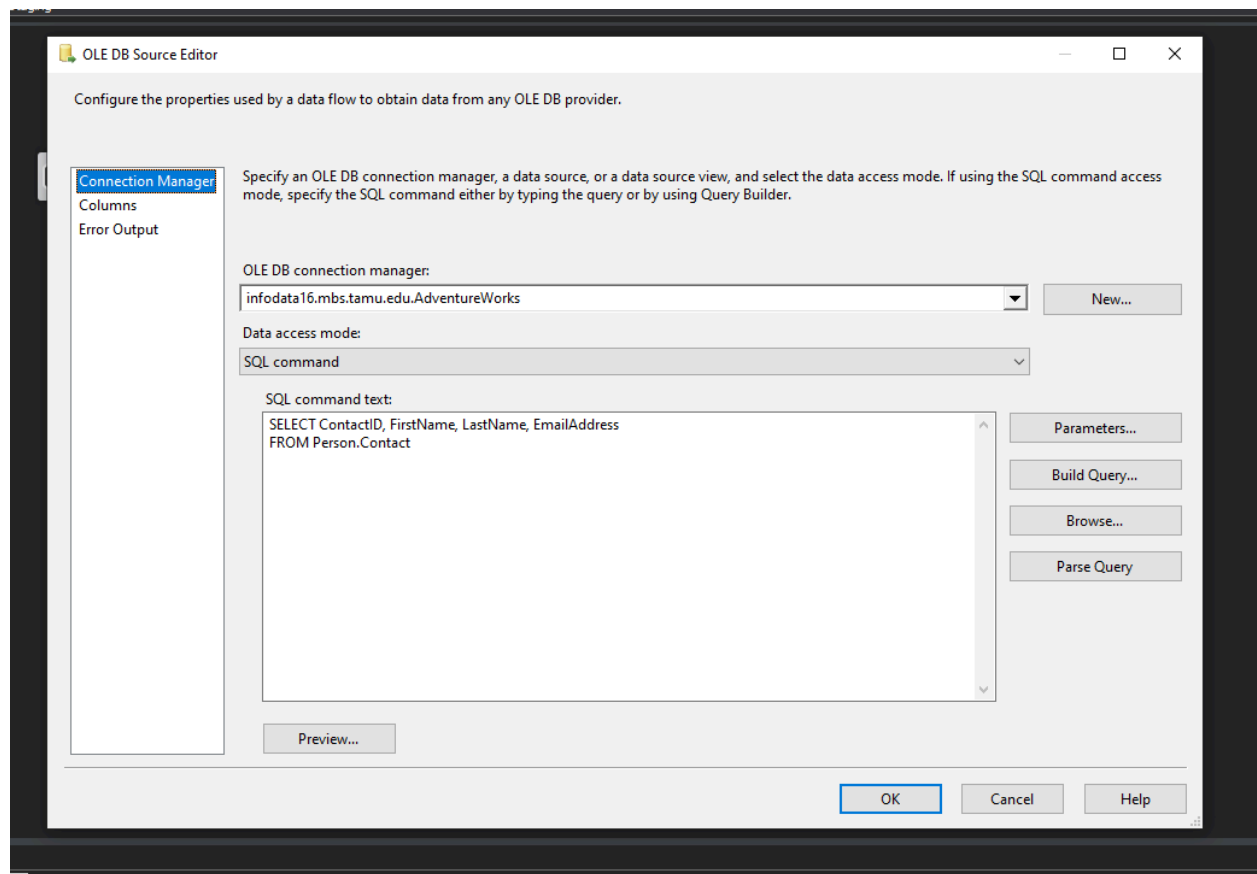 OLE DB Source Editor
Configure the properties used by a data flow to obtain data from any OLE DB provider.
Connection Manager
Columns
Error Output
Specify an OLE DB connection manager, a data source, or a data source view, and select the data access mode. If using the SQL command access
mode, specify the SQL command either by typing the query or by using Query Builder.
OLE DB connection manager:
infodata16.mbs.tamu.edu.AdventureWorks
New...
Data access mode:
SQL command
SQL command text:
SELECT ContactID, FirstName, LastName, EmailAddress
FROM Person.Contact
Parameters...
Build Query...
Browse...
Parse Query
Preview...
OK
Cancel
Help